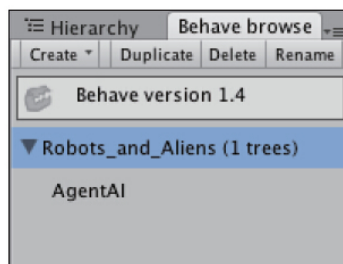 Hierarchy Behave browse
Create Duplicate Delete Rename
Behave version 1.4
Robots_and_Aliens (1 trees)
AgentAI